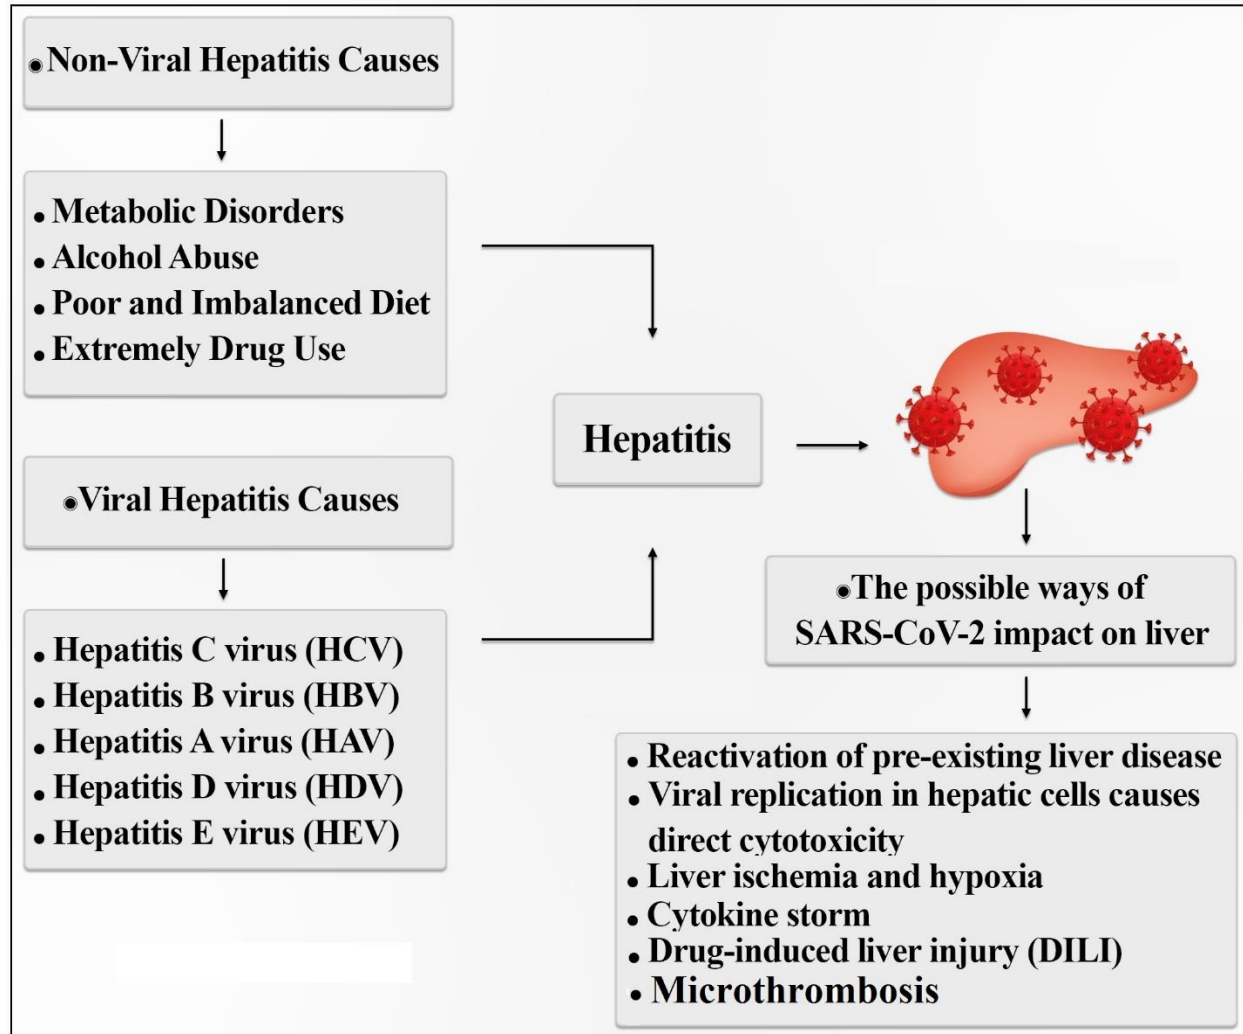 ◉ Non-Viral Hepatitis Causes
• Metabolic Disorders
• Alcohol Abuse
• Poor and Imbalanced Diet
• Extremely Drug Use
◉Viral Hepatitis Causes
• Hepatitis C virus (HCV)
• Hepatitis B virus (HBV)
• Hepatitis A virus (HAV)
• Hepatitis D virus (HDV)
• Hepatitis E virus (HEV)
Hepatitis
◉The possible ways of
SARS-CoV-2 impact on liver
• Reactivation of pre-existing liver disease
• Viral replication in hepatic cells causes
direct cytotoxicity
• Liver ischemia and hypoxia
• Cytokine storm
• Drug-induced liver injury (DILI)
• Microthrombosis